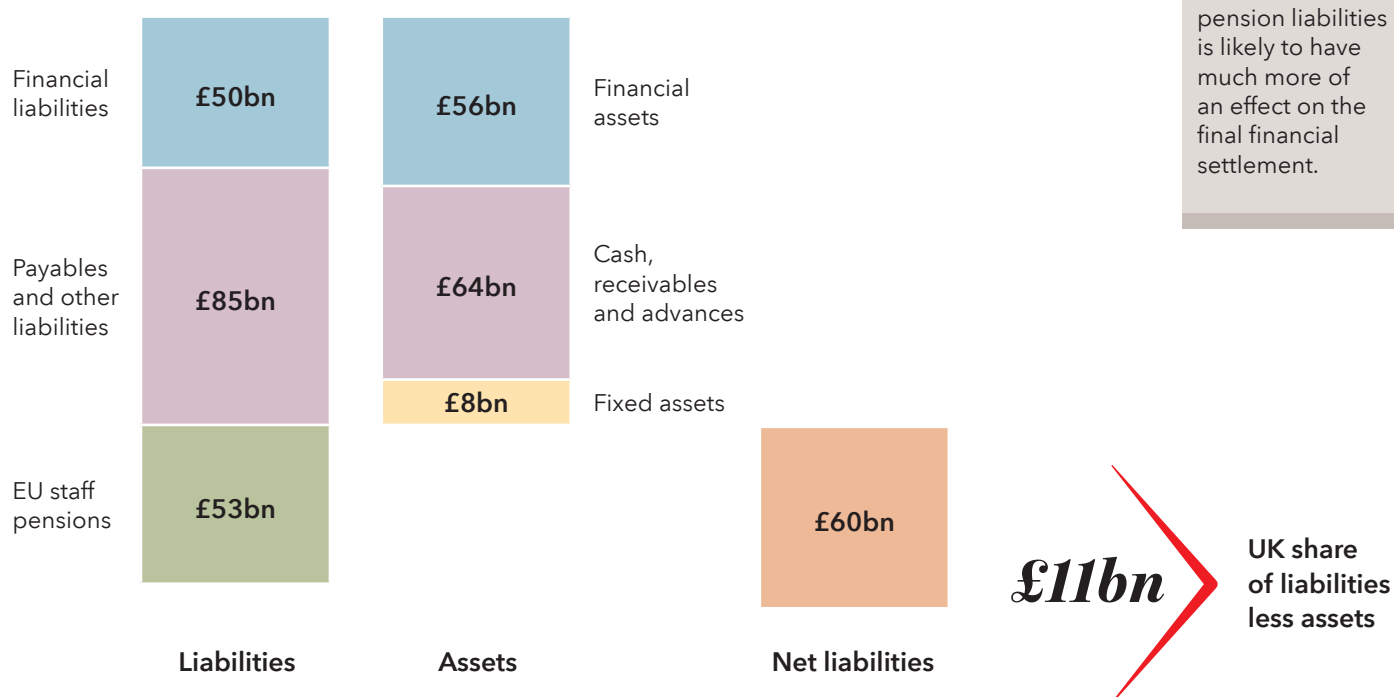 pension liabilities
is likely to have
much more of
an effect on the
final financial
settlement.
Financial
liabilities
£50bn
£56bn
Financial
assets
Payables
and other
liabilities
£85bn
£64bn
Cash,
receivables
and advances
£8bn
Fixed assets
EU staff
pensions
£53bn
£60bn
£11bn
UK share
of liabilities
less assets
Liabilities
Assets
Net liabilities